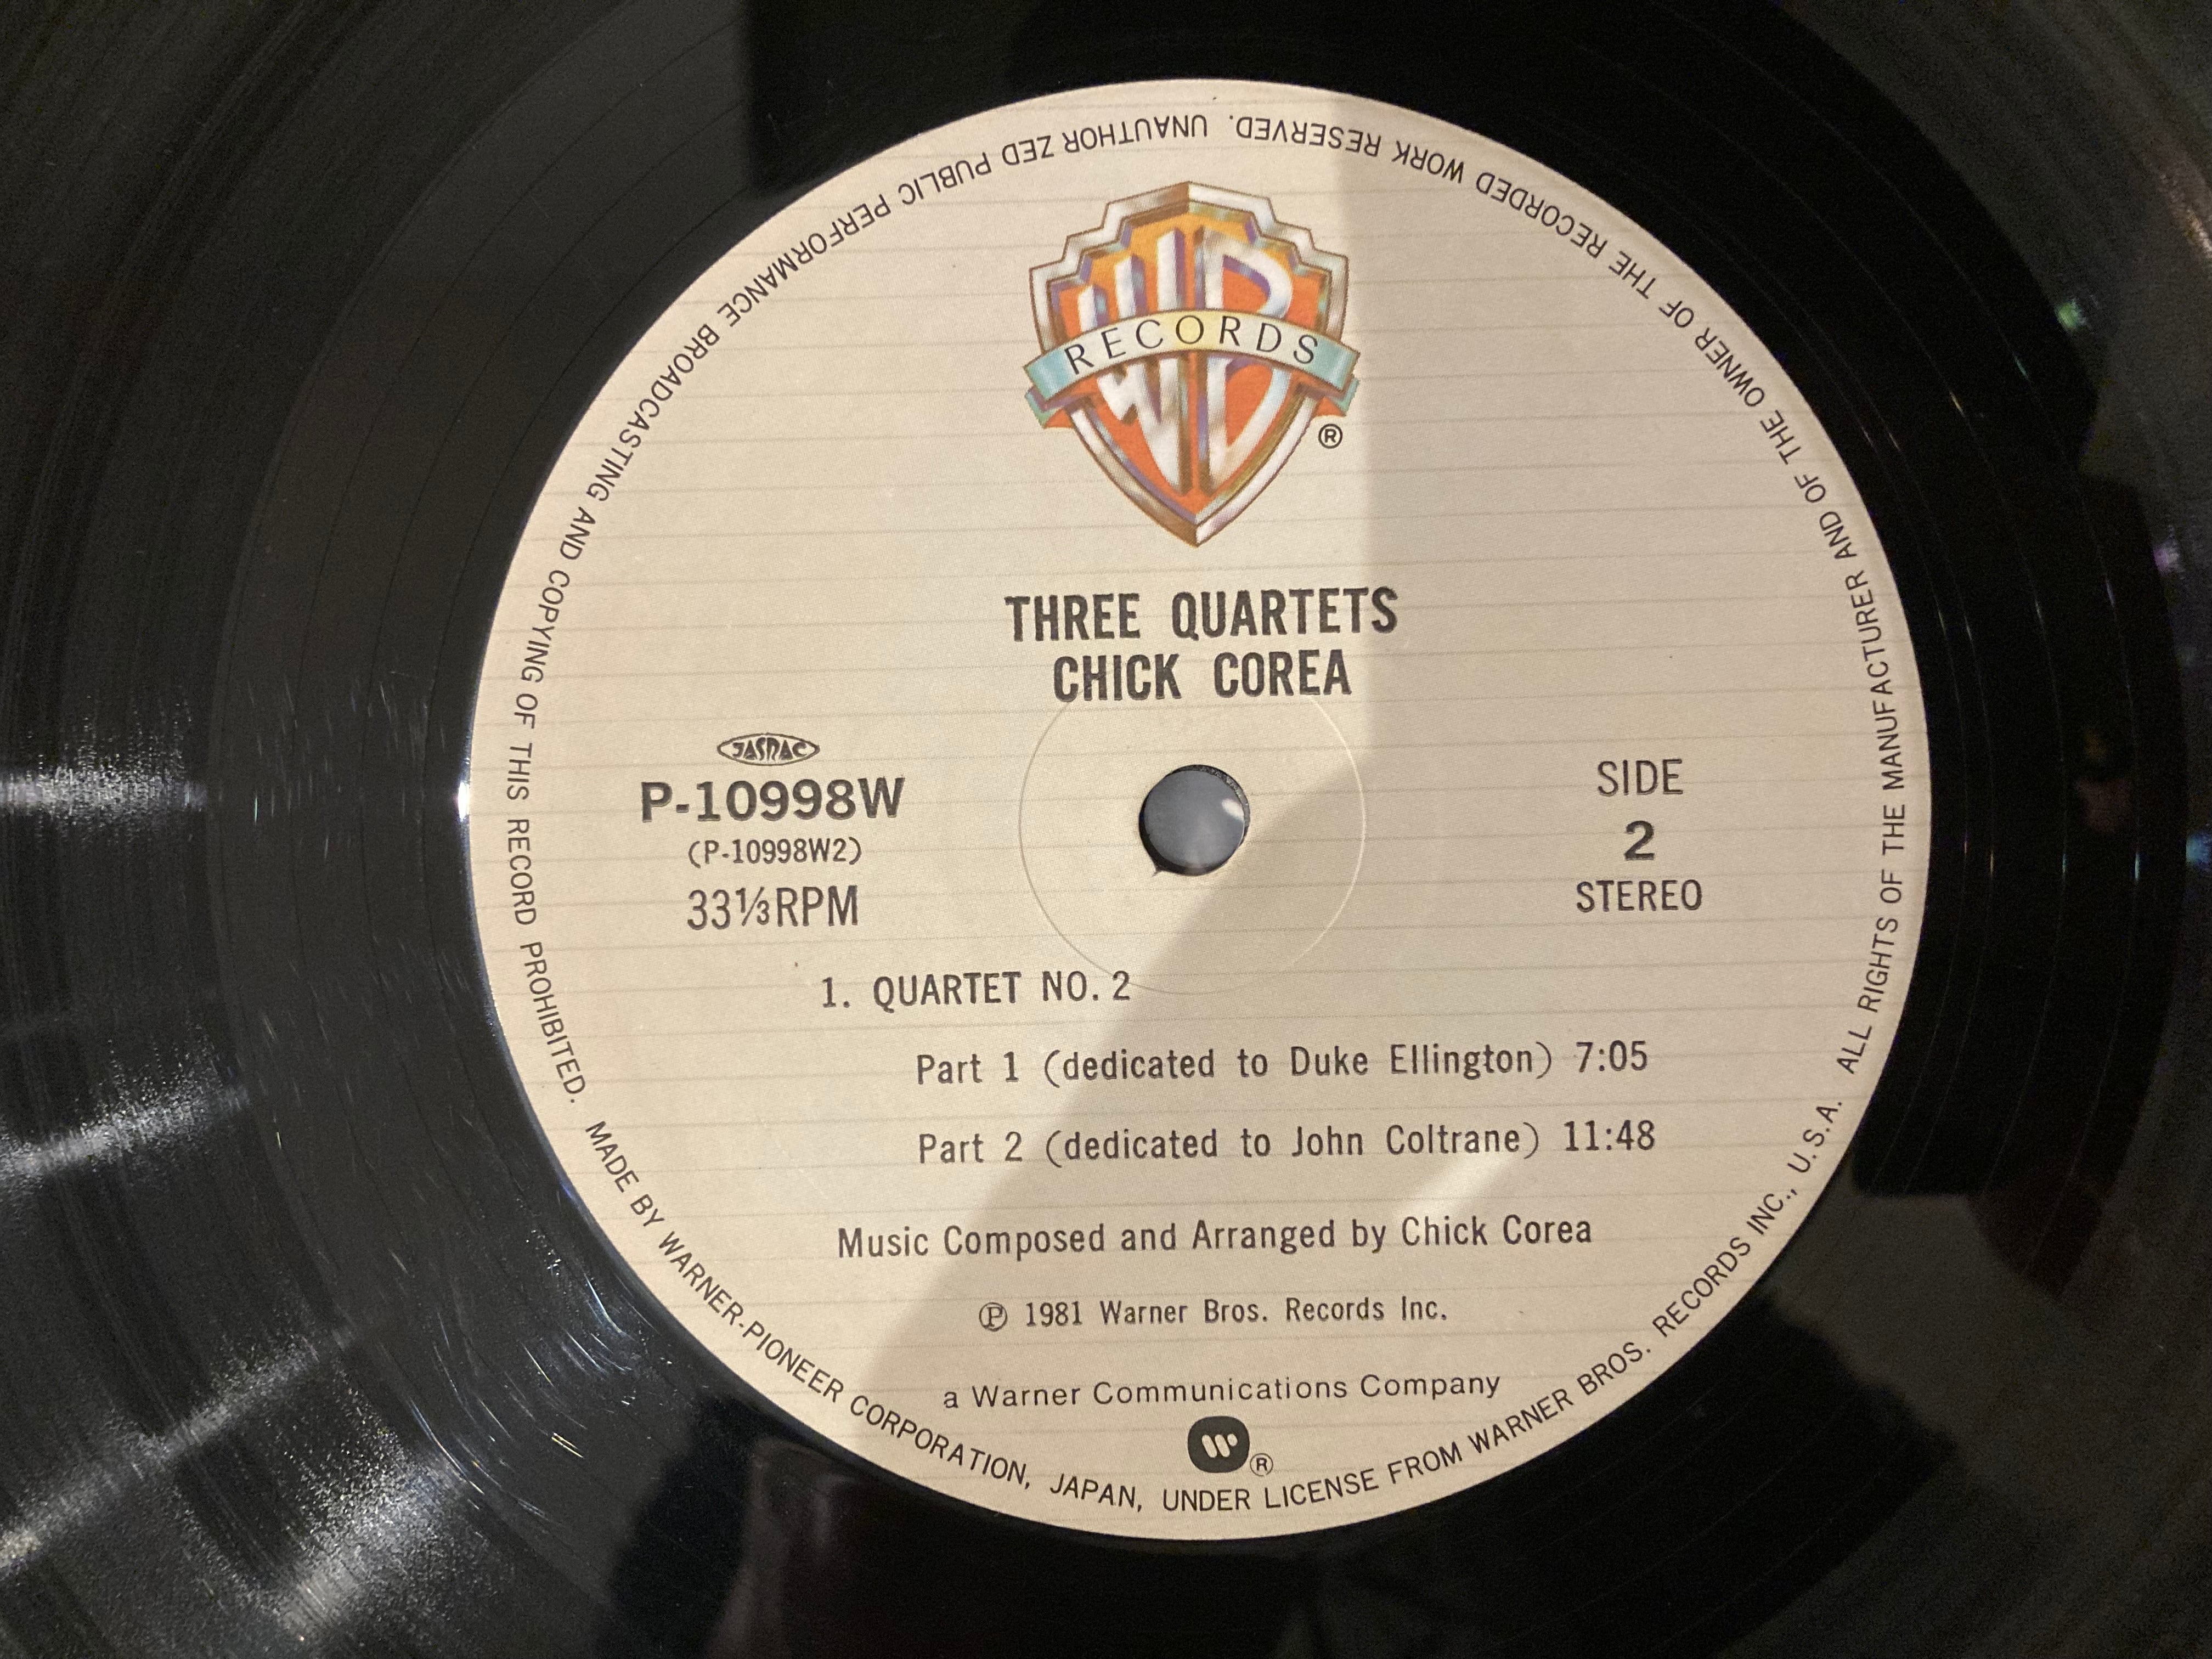 WB
RECORDS
®
THREE QUARTETS
CHICK COREA
JASRAC
P-10998W
(P-10998W2)
33⅓RPM
SIDE
2
STEREO
1. QUARTET NO. 2
Part 1 (dedicated to Duke Ellington) 7:05
Part 2 (dedicated to John Coltrane) 11:48
Music Composed and Arranged by Chick Corea
Ⓟ 1981 Warner Bros. Records Inc.
a Warner Communications Company
W®
MADE BY WARNER-PIONEER CORPORATION, JAPAN, UNDER LICENSE FROM WARNER BROS. RECORDS INC., U.S.A. ALL RIGHTS OF THE MANUFACTURER AND OF THE OWNER OF THE RECORDED WORK RESERVED. UNAUTHOR ZED PUBLIC PERFORMANCE BROADCASTING AND COPYING OF THIS RECORD PROHIBITED.